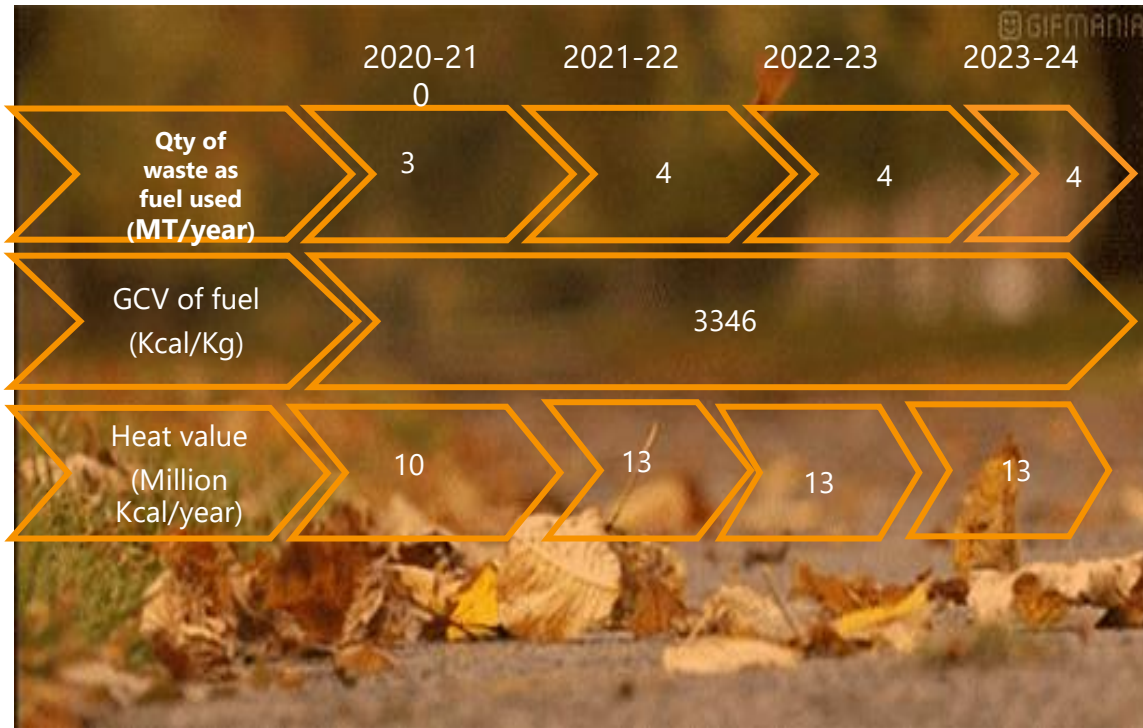 GIFMANIA
2020-21 2021-22 2022-23 2023-24
0
Qty of
waste as
fuel used
(MT/year)
3 4 4 4
GCV of fuel
(Kcal/Kg)
3346
Heat value
(Million
Kcal/year)
10 13 13 13